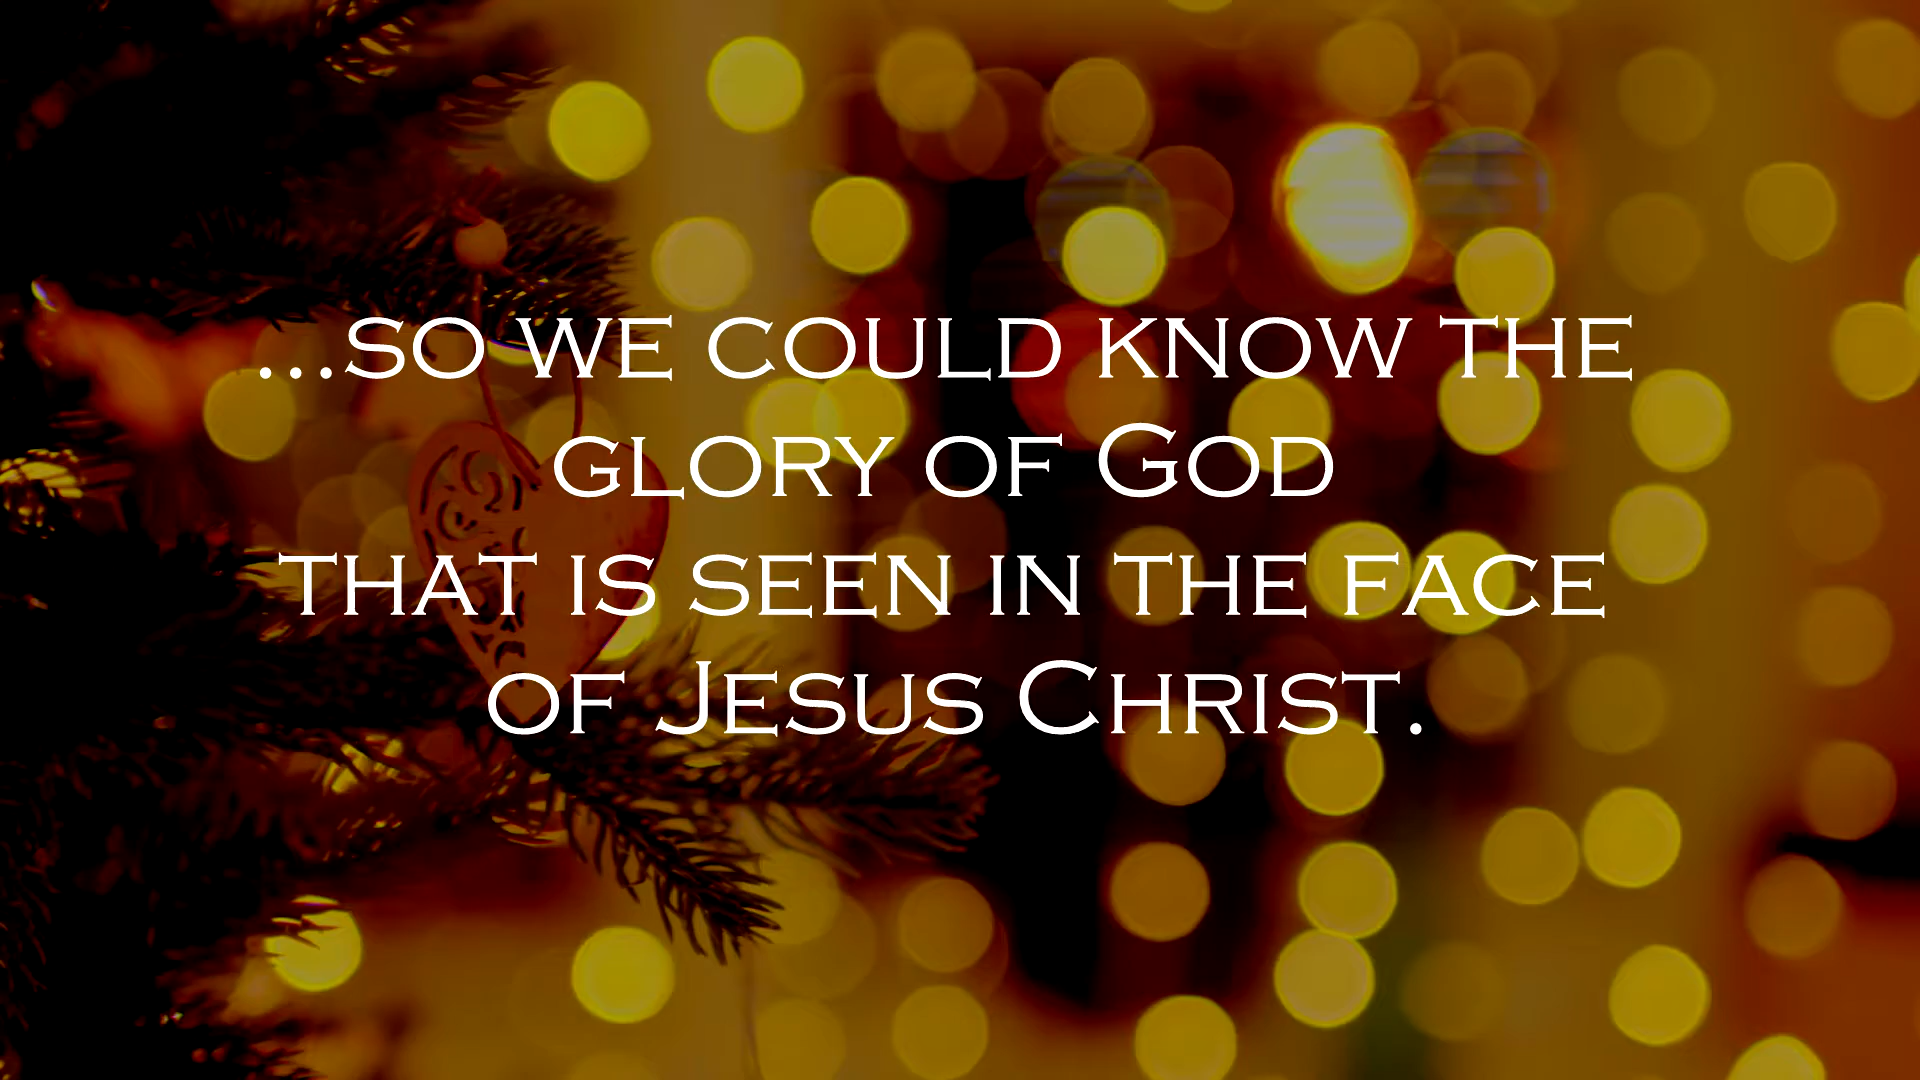 ...so we could know the
glory of God
that is seen in the face
of Jesus Christ.